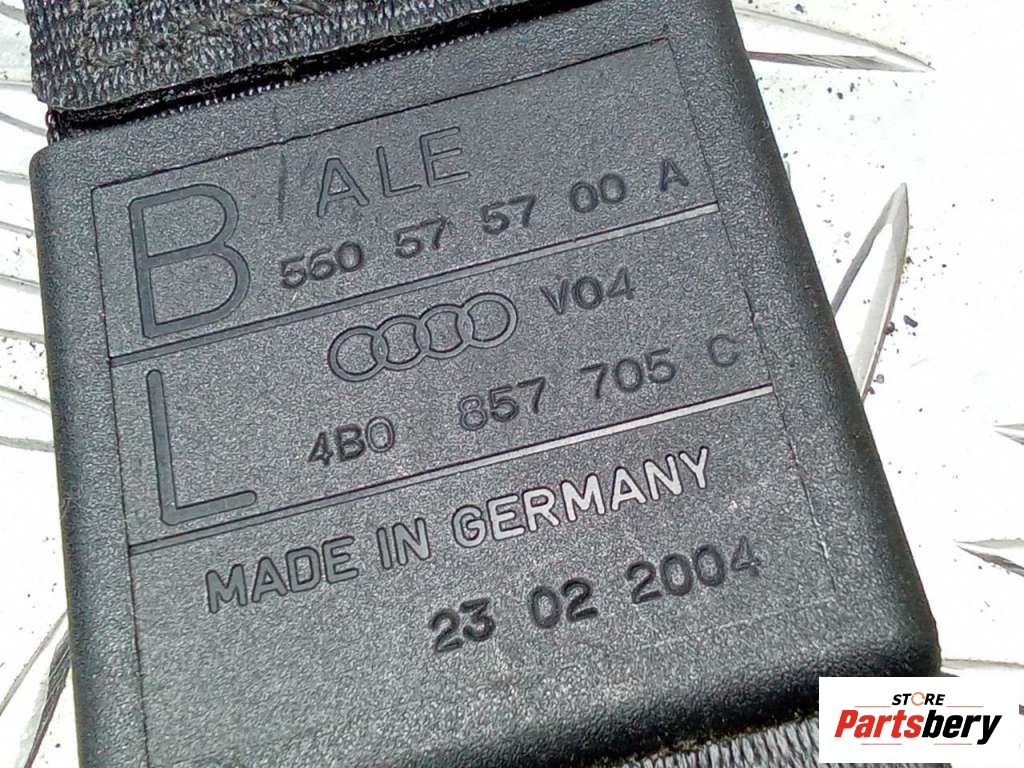 B ALE
560 57 57 00 A
L V04
4B0 857 705 C
MADE IN GERMANY
23 02 2004
STORE
Partsbery